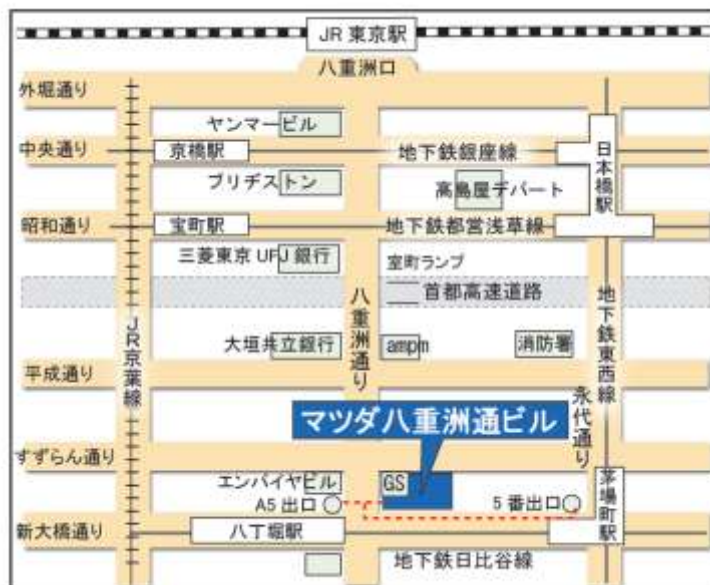 JR 東京駅
八重洲口
外堀通り
ヤンマービル
中央通り
京橋駅
地下鉄銀座線
日本橋駅
ブリヂストン
高島屋デパート
昭和通り
宝町駅
地下鉄都営浅草線
三菱東京 UFJ 銀行
室町ランプ
首都高速道路
八重洲通り
地下鉄東西線
JR京葉線
大垣共立銀行
ampm
消防署
平成通り
永代通り
マツダ八重洲通ビル
すずらん通り
エンパイヤビル
GS
A5 出口
5 番出口
茅場町駅
新大橋通り
八丁堀駅
地下鉄日比谷線